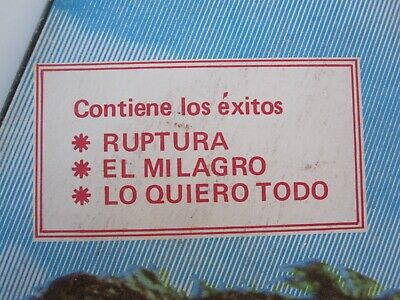 Contiene los éxitos
* RUPTURA
* EL MILAGRO
* LO QUIERO TODO